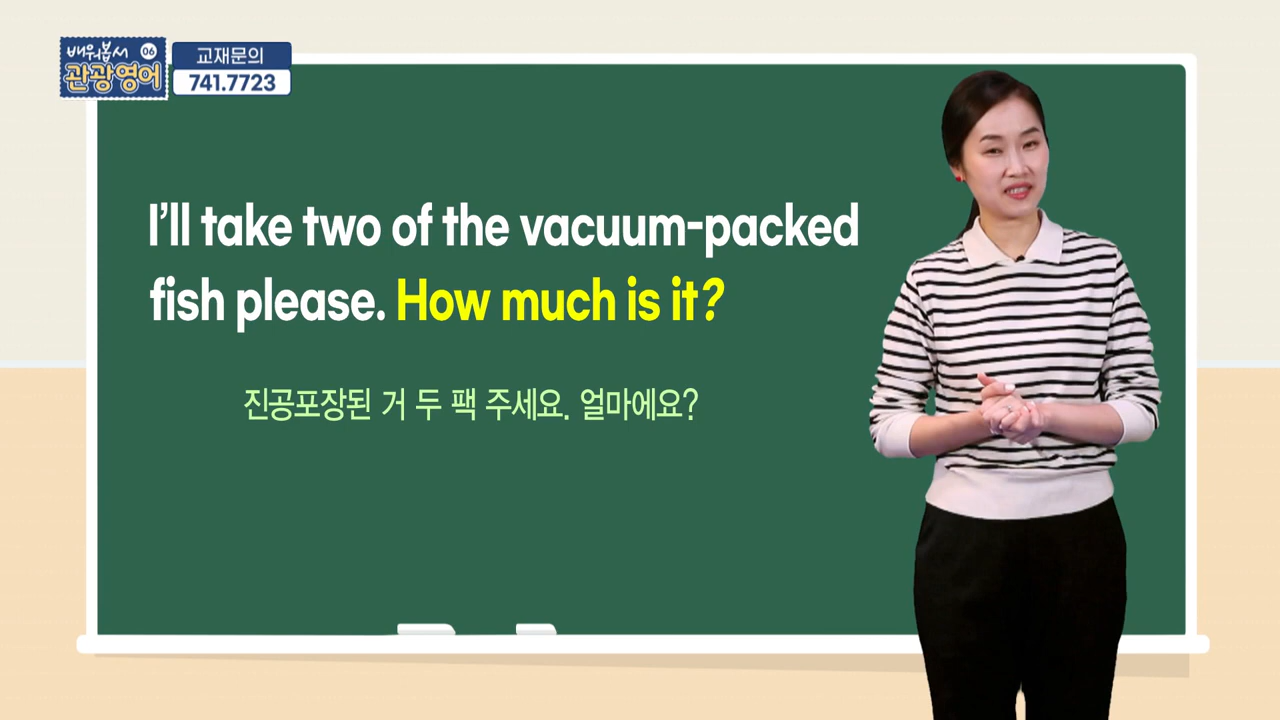 배워봅서 06
관광영어
교재문의
741.7723
I'll take two of the vacuum-packed
fish please. How much is it?
진공포장된 거 두 팩 주세요. 얼마에요?